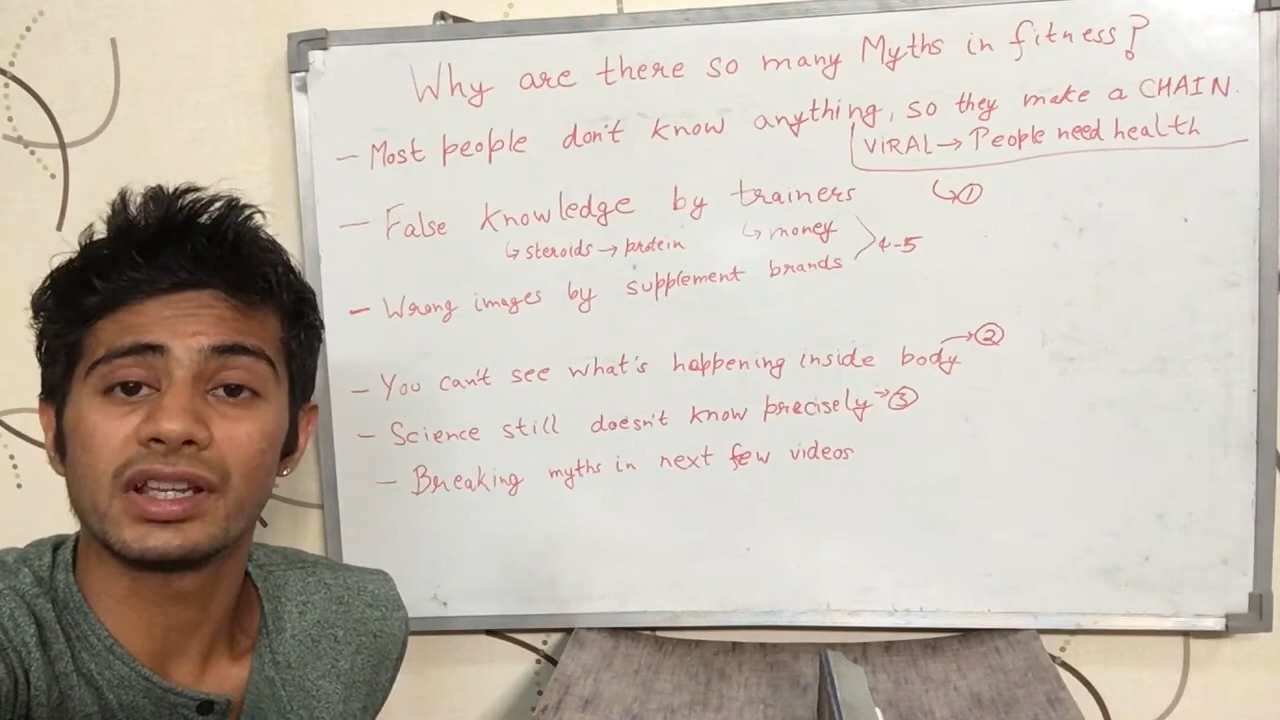 Why are there so many Myths in fitness?
- Most people don't know anything, so they make a CHAIN.
ViRAL → People need health
↳ ①
- False knowledge by trainers
↳ steroids → protein ↳ money
4-5
- Wrong images by supplement brands
- You can't see what's happening inside body → ②
- Science still doesn't know precisely → ③
- Breaking myths in next few videos